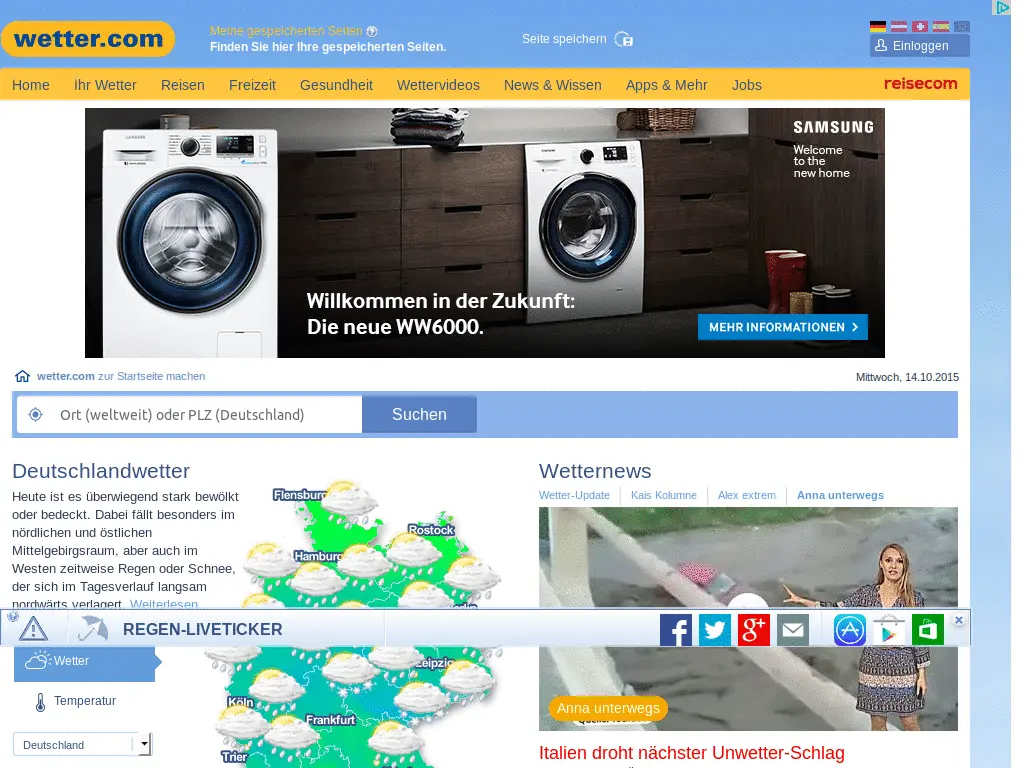 wetter.com
Meine gespeicherten Seiten
Finden Sie hier Ihre gespeicherten Seiten.
Seite speichern
Einloggen
Home
Ihr Wetter
Reisen
Freizeit
Gesundheit
Wettervideos
News & Wissen
Apps & Mehr
Jobs
reisecom
SAMSUNG
Welcome
to the
new home
Willkommen in der Zukunft:
Die neue WW6000.
MEHR INFORMATIONEN
wetter.com zur Startseite machen
Mittwoch, 14.10.2015
Ort (weltweit) oder PLZ (Deutschland)
Suchen
Deutschlandwetter
Heute ist es überwiegend stark bewölkt
oder bedeckt. Dabei fällt besonders im
nördlichen und östlichen
Mittelgebirgsraum, aber auch im
Westen zeitweise Regen oder Schnee,
der sich im Tagesverlauf langsam
nordwärts verlagert. Weiterlesen
Flensburg
Rostock
Hamburg
Wetternews
Wetter-Update
Kais Kolumne
Alex extrem
Anna unterwegs
REGEN-LIVETICKER
Wetter
Temperatur
Deutschland
Leipzig
Köln
Frankfurt
Trier
Anna unterwegs
Italien droht nächster Unwetter-Schlag